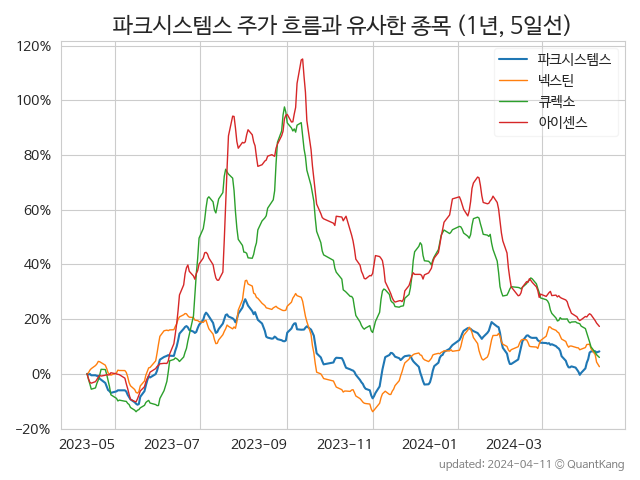 파크시스템스 주가 흐름과 유사한 종목 (1년, 5일선)
120%
100%
80%
60%
40%
20%
0%
−20%
파크시스템스
넥스틴
큐렉소
아이센스
2023-05
2023-07
2023-09
2023-11
2024-01
2024-03
updated: 2024-04-11 © QuantKang